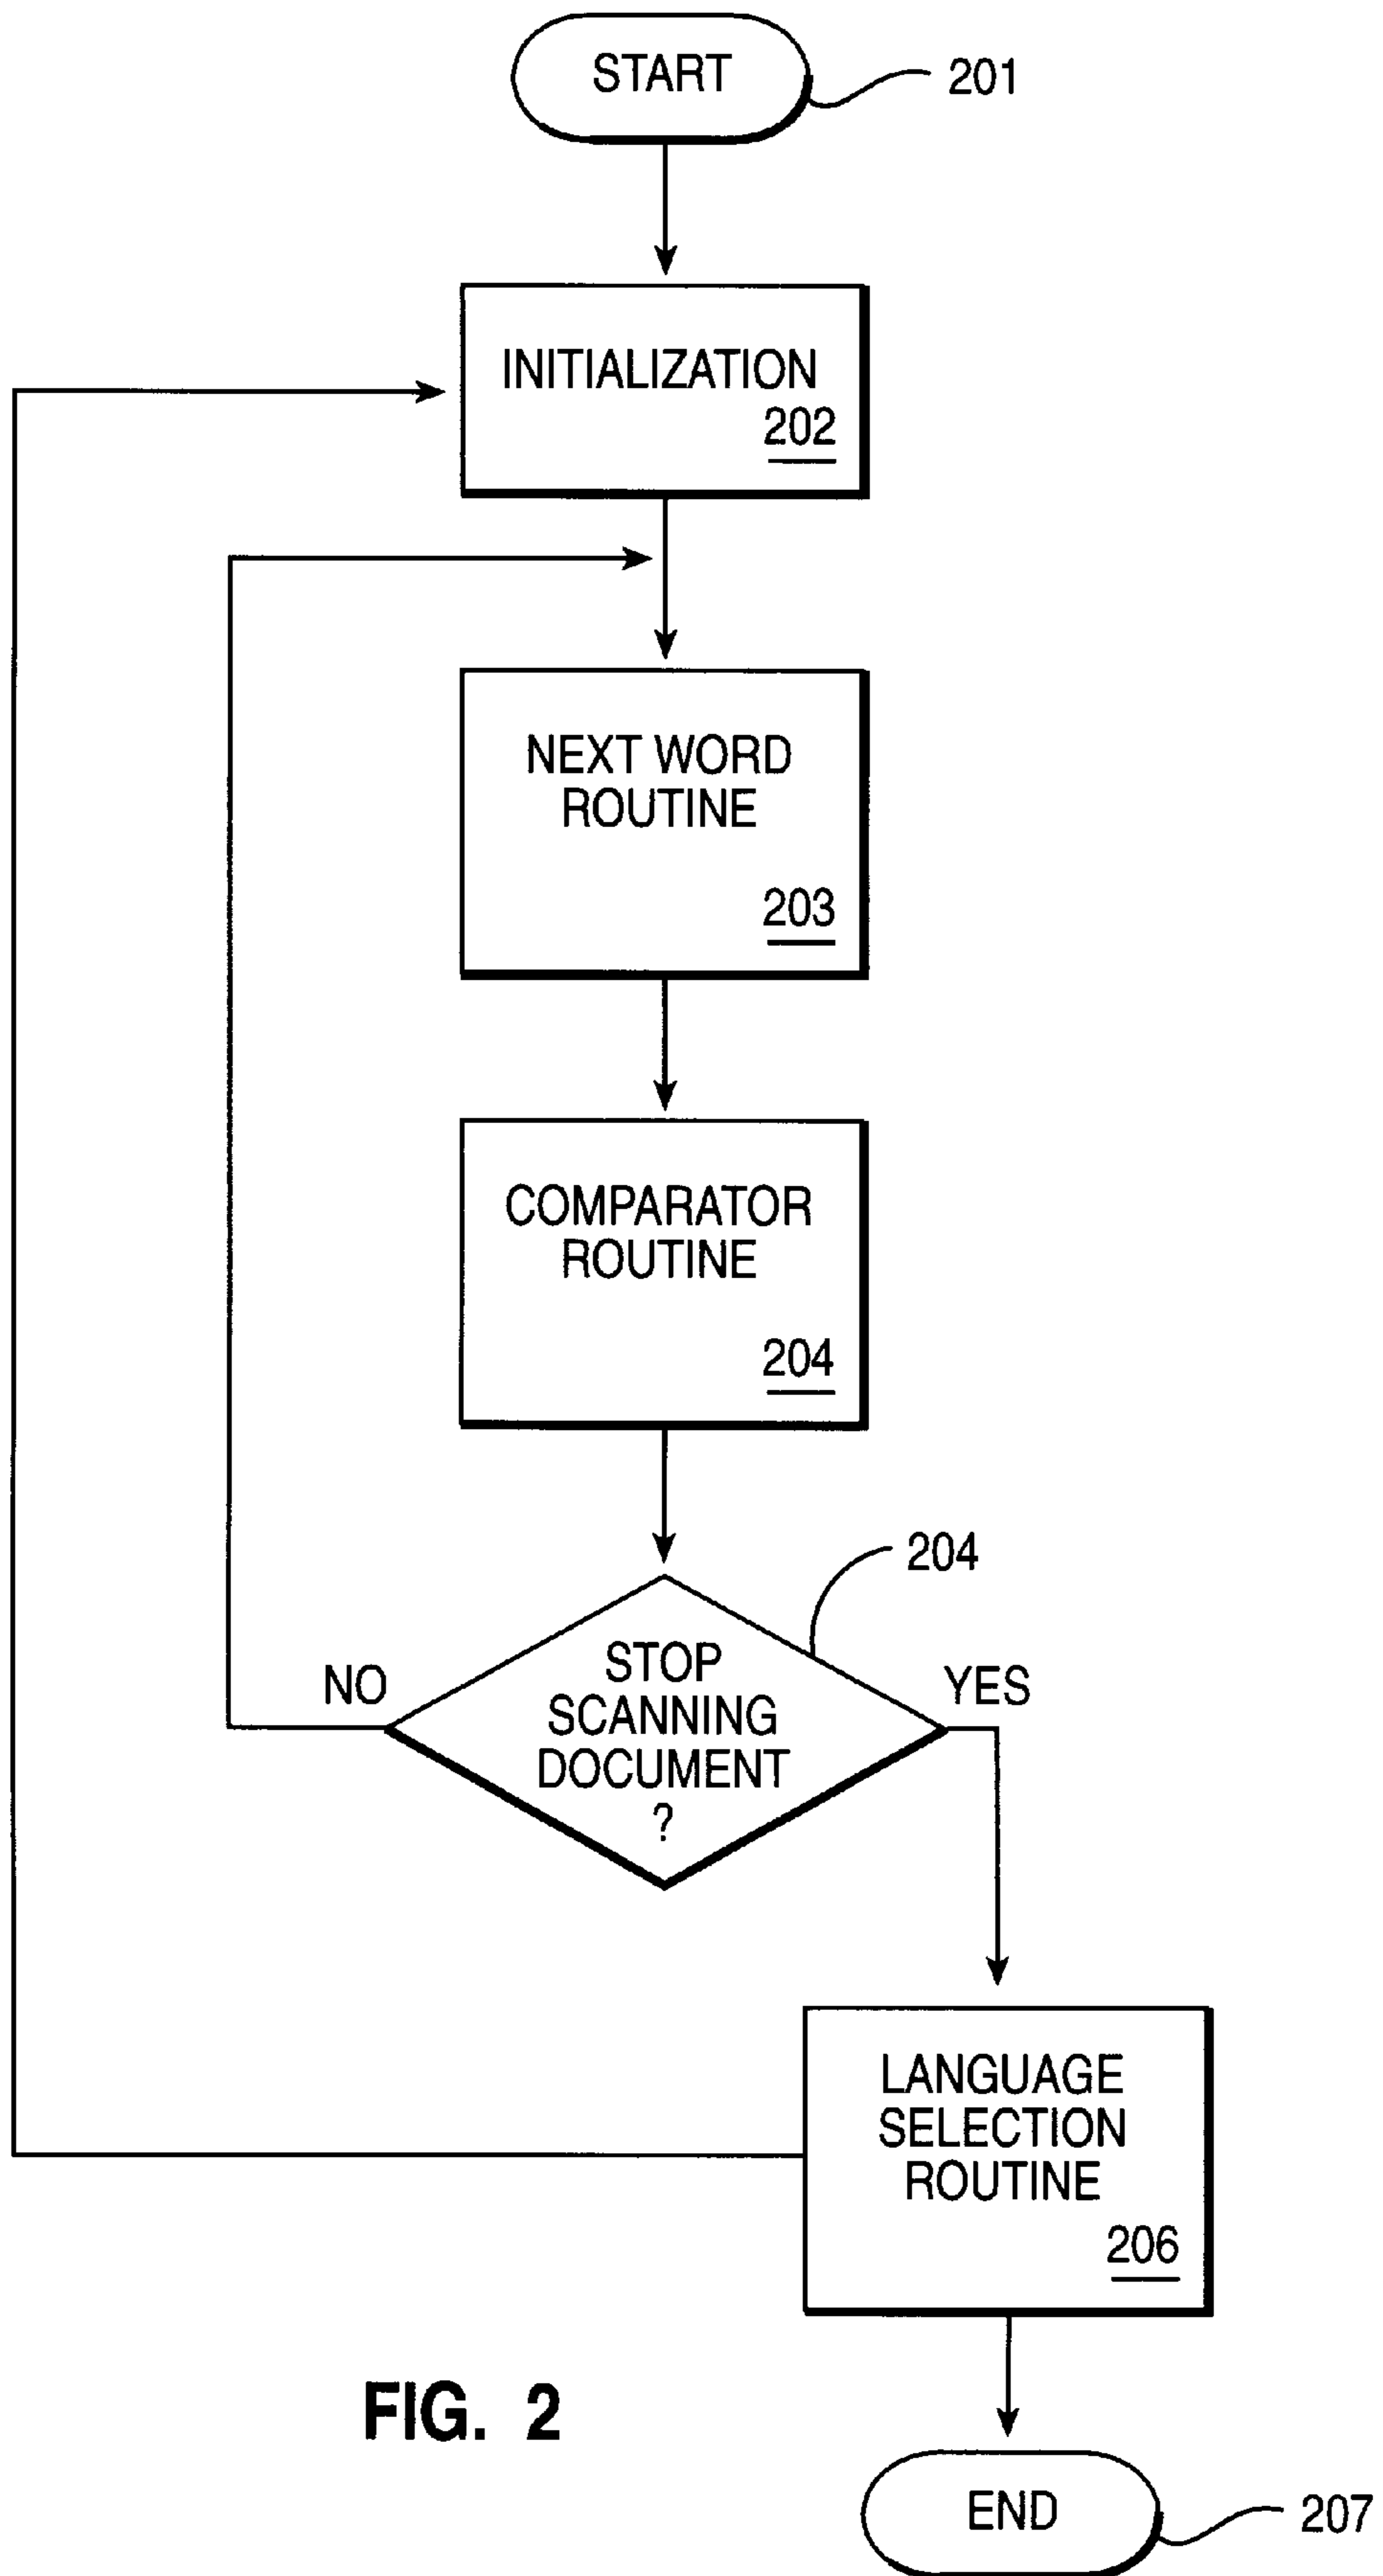 START
201
INITIALIZATION
202
NEXT WORD
ROUTINE
203
COMPARATOR
ROUTINE
204
204
STOP
SCANNING
DOCUMENT
?
NO
YES
LANGUAGE
SELECTION
ROUTINE
206
FIG. 2
END
207